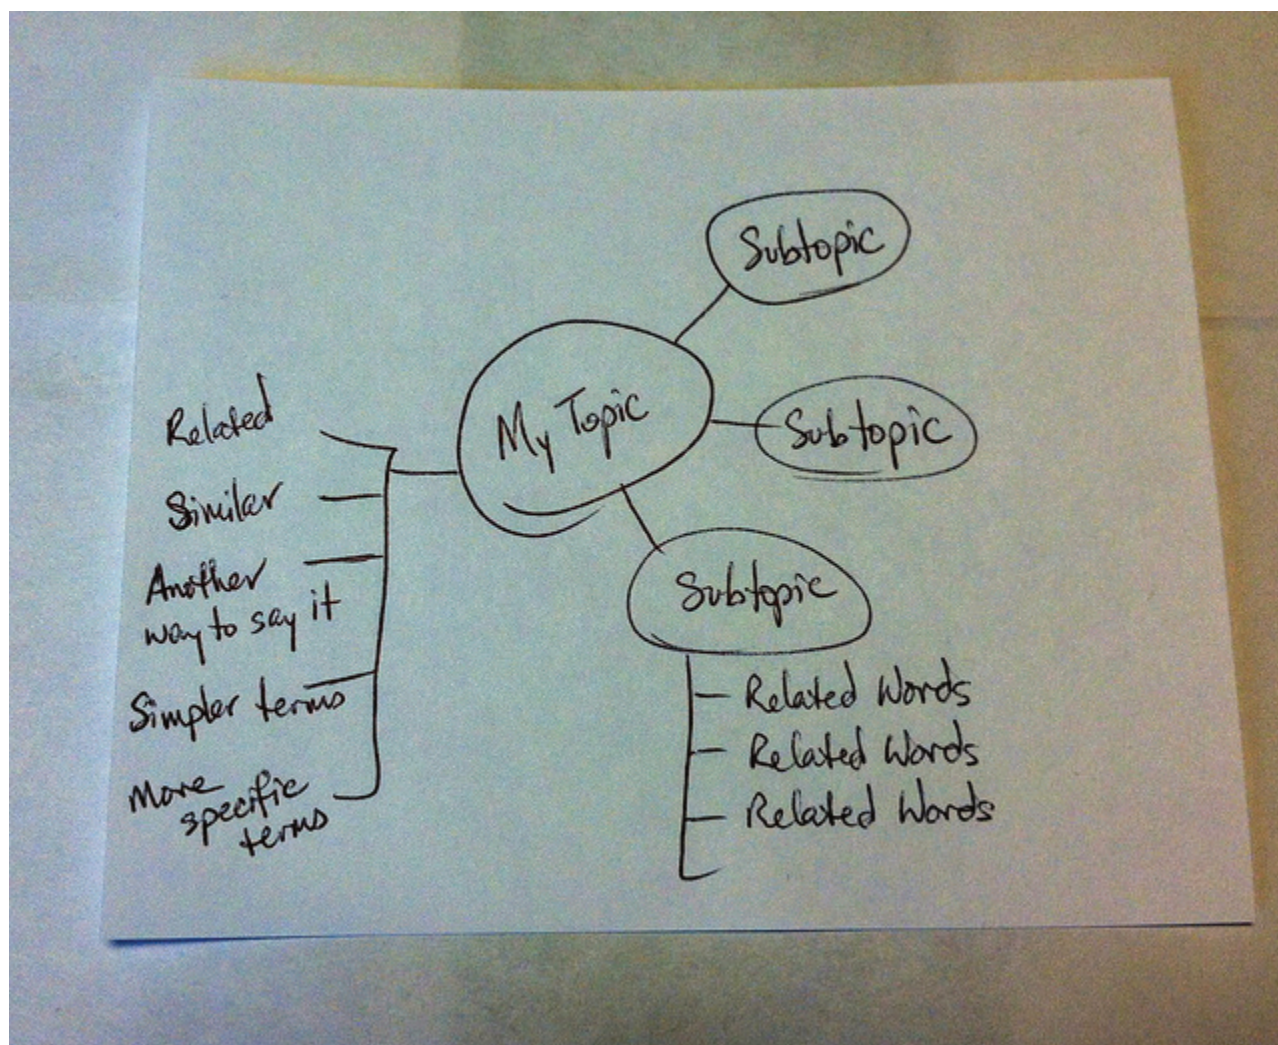 Subtopic
My Topic
Subtopic
Subtopic
Related Words
Related Words
Related Words
Related
Similar
Another
way to say it
Simpler terms
More
specific
terms